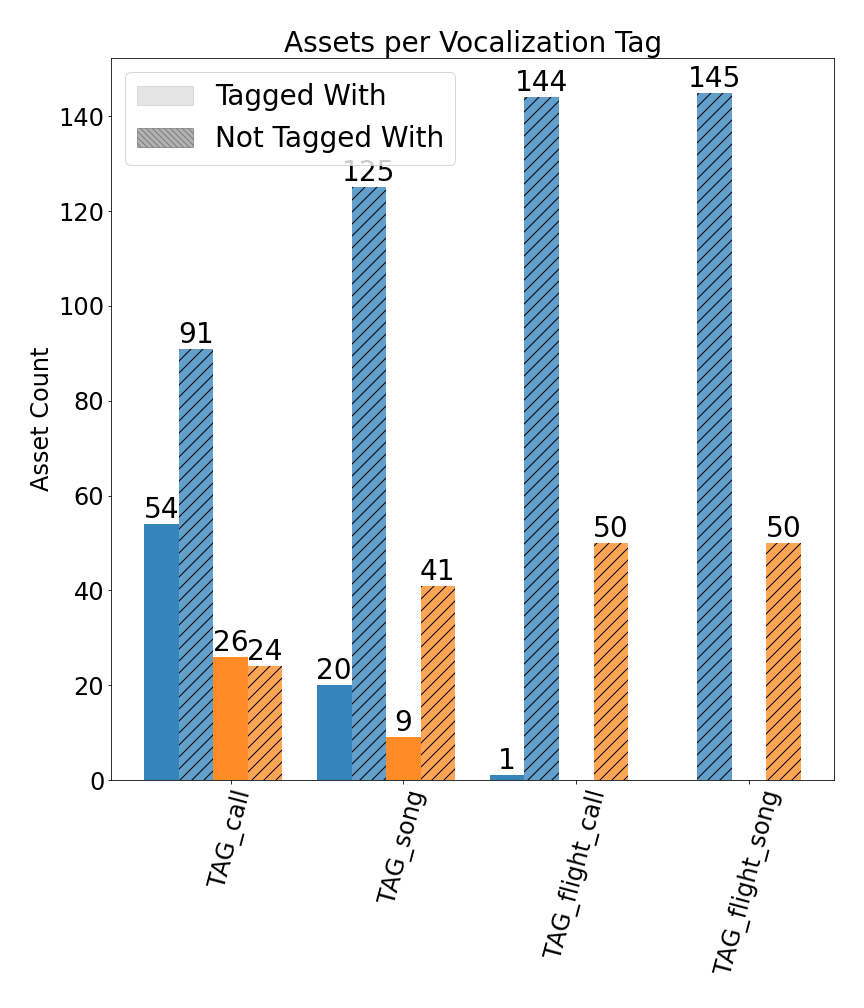 Assets per Vocalization Tag
Tagged With
Not Tagged With
Asset Count
140
120
100
80
60
40
20
0
54
91
26
24
20
125
9
41
1
144
50
145
50
TAG_call
TAG_song
TAG_flight_call
TAG_flight_song